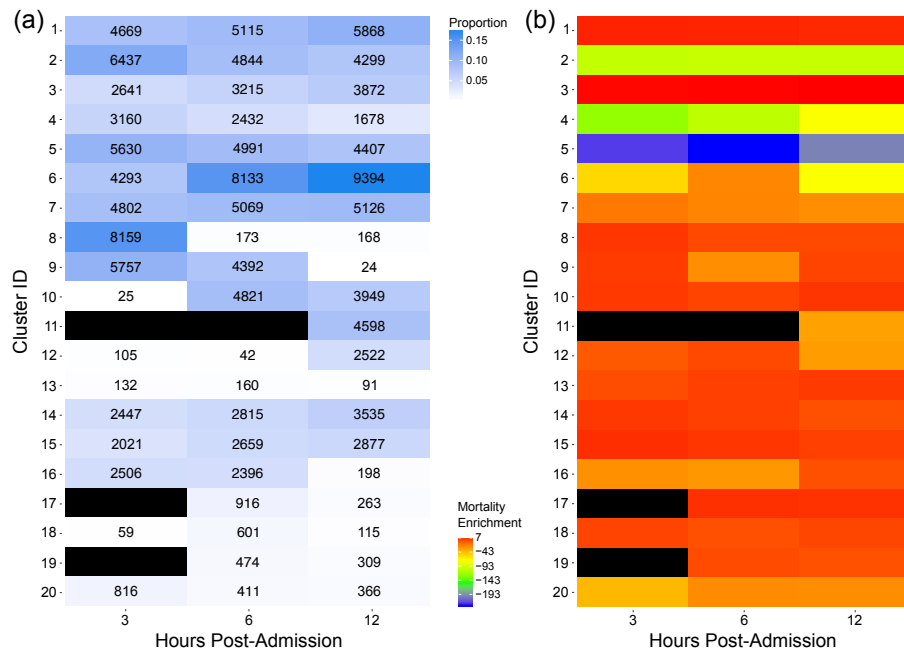 (a)
(b)
Proportion
0.15
0.10
0.05
Cluster ID
1 4669 5115 5868
2 6437 4844 4299
3 2641 3215 3872
4 3160 2432 1678
5 5630 4991 4407
6 4293 8133 9394
7 4802 5069 5126
8 8159 173 168
9 5757 4392 24
10 25 4821 3949
11 4598
12 105 42 2522
13 132 160 91
14 2447 2815 3535
15 2021 2659 2877
16 2506 2396 198
17 916 263
18 59 601 115
19 474 309
20 816 411 366
3 6 12
Hours Post-Admission
Mortality
Enrichment
7
-43
-93
-143
-193
Cluster ID
1
2
3
4
5
6
7
8
9
10
11
12
13
14
15
16
17
18
19
20
3 6 12
Hours Post-Admission